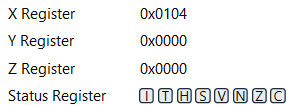 X Register 0x0104
Y Register 0x0000
Z Register 0x0000
Status Register I T H S V N Z C